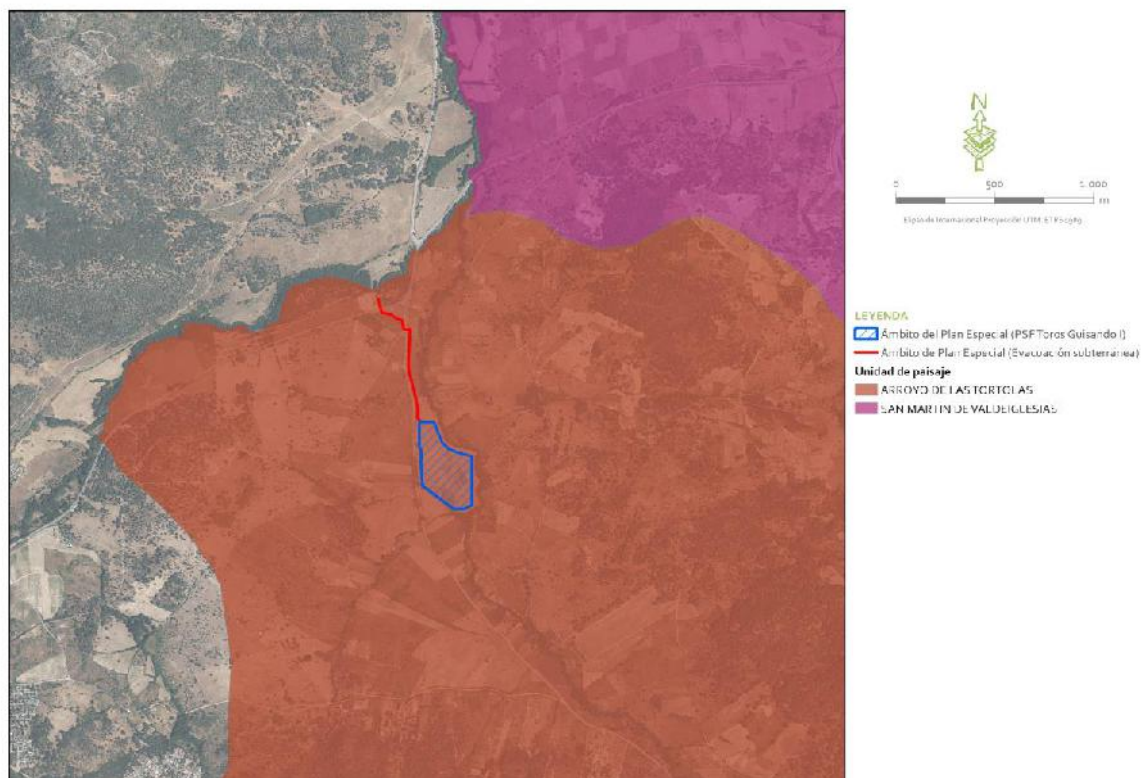 N
0 500 1.000
m
LEYENDA
Ámbito del Plan Especial (PSF Toros Guisando I)
Ámbito de Plan Especial (Evacuación subterránea)
Unidad de paisaje
ARROYO DE LAS TORTOLAS
SAN MARTIN DE VALDEIGLESIAS